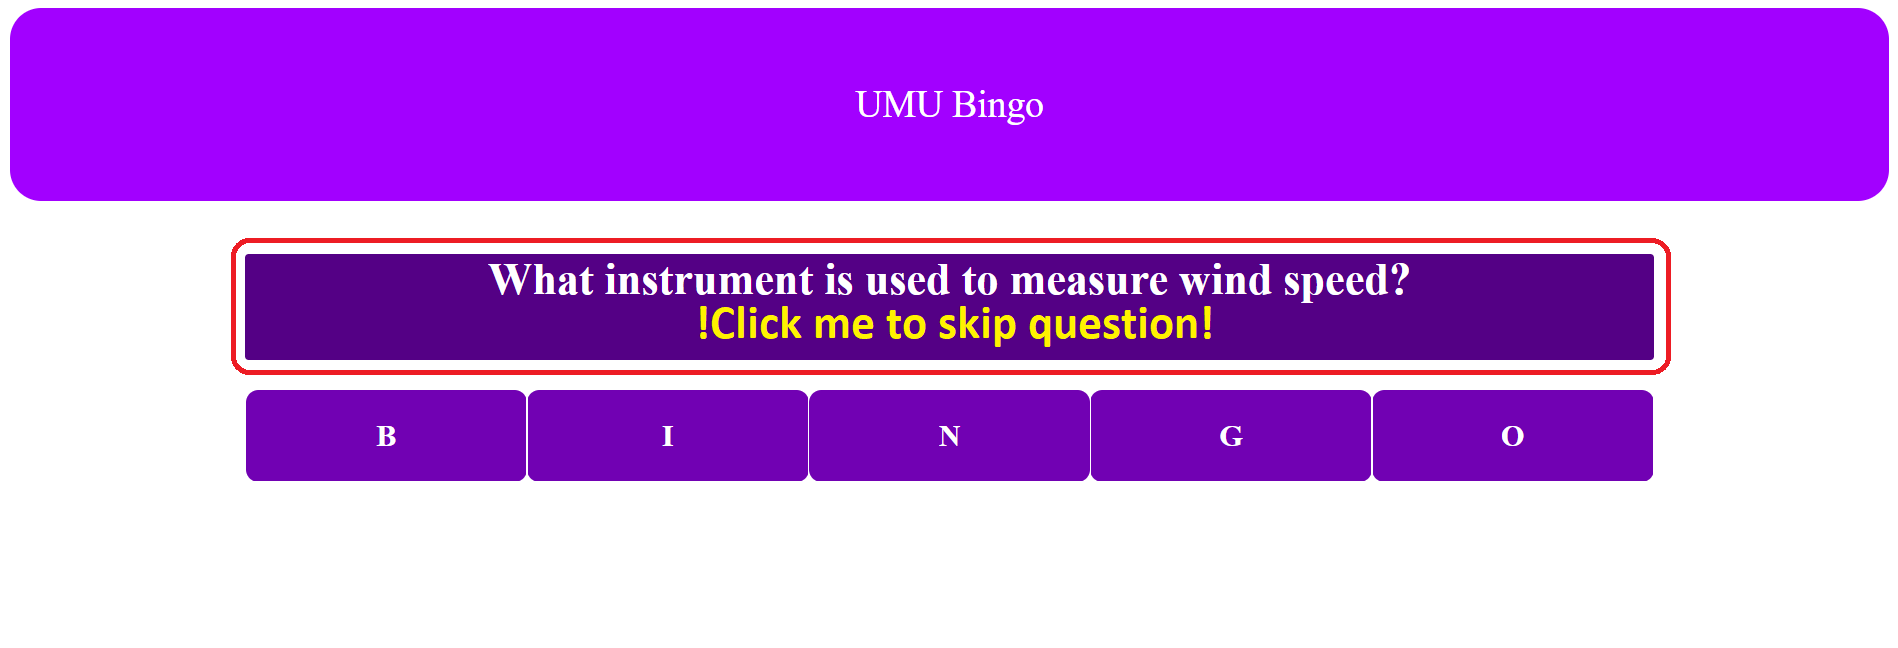 UMU Bingo
What instrument is used to measure wind speed?
!Click me to skip question!
B I N G O